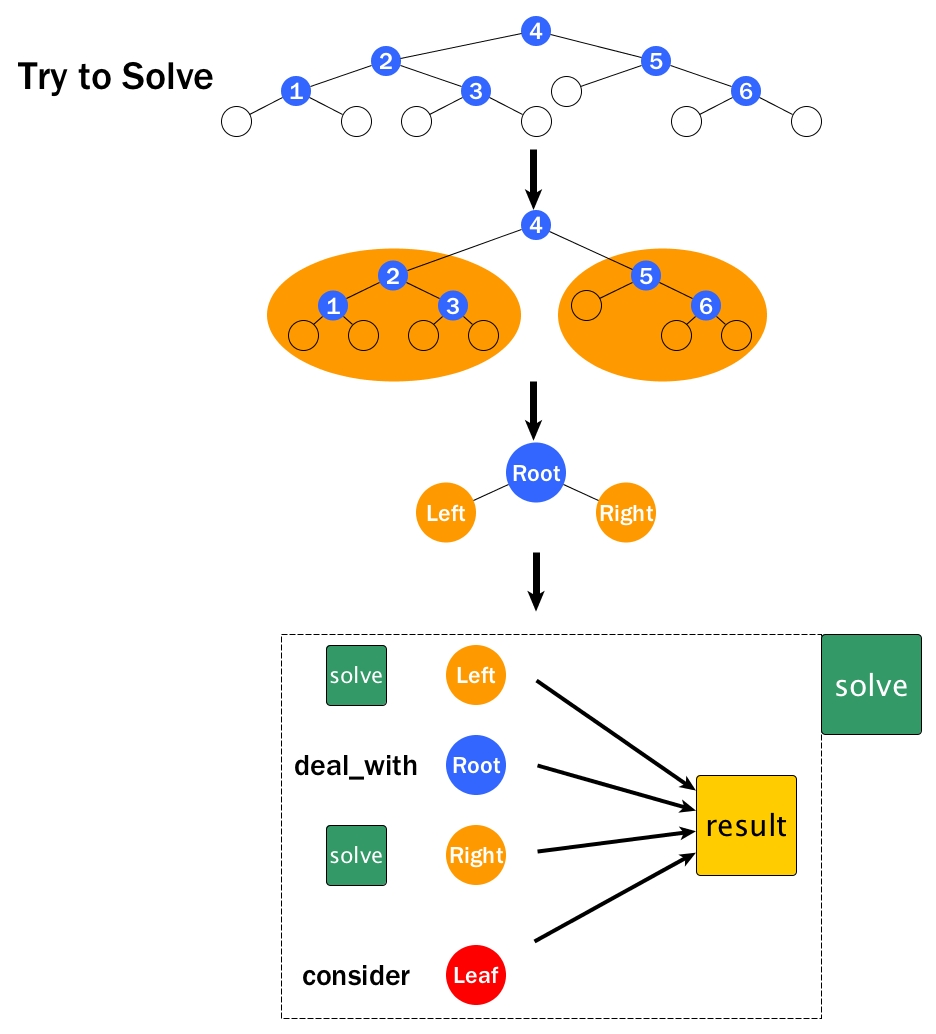 4
2
5
Try to Solve
1
3
6
4
2
5
1
3
6
Root
Left
Right
solve
Left
solve
deal_with
Root
result
solve
Right
consider
Leaf